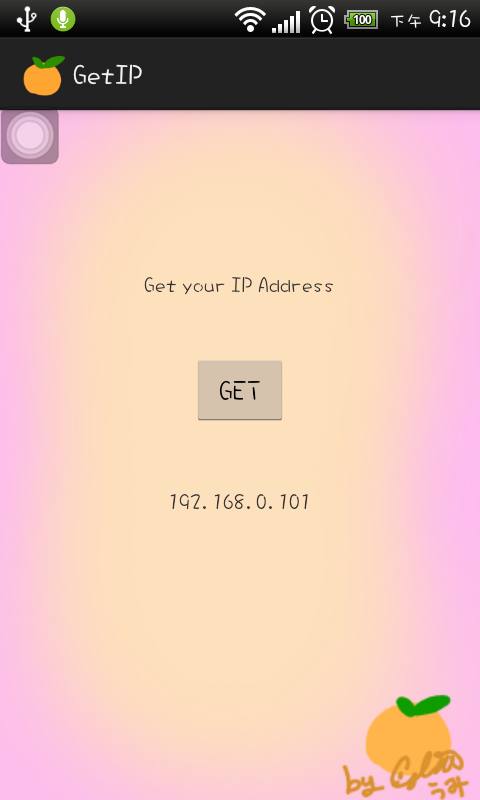 100 下午 9:16
GetIP
Get your IP Address
GET
192.168.0.101
by